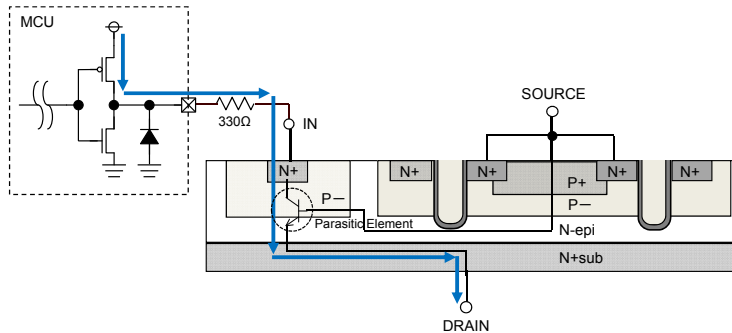 MCU
330Ω
IN
SOURCE
N+
P−
Parasitic Element
N+
N+
P+
P−
N+
N+
N-epi
N+sub
DRAIN